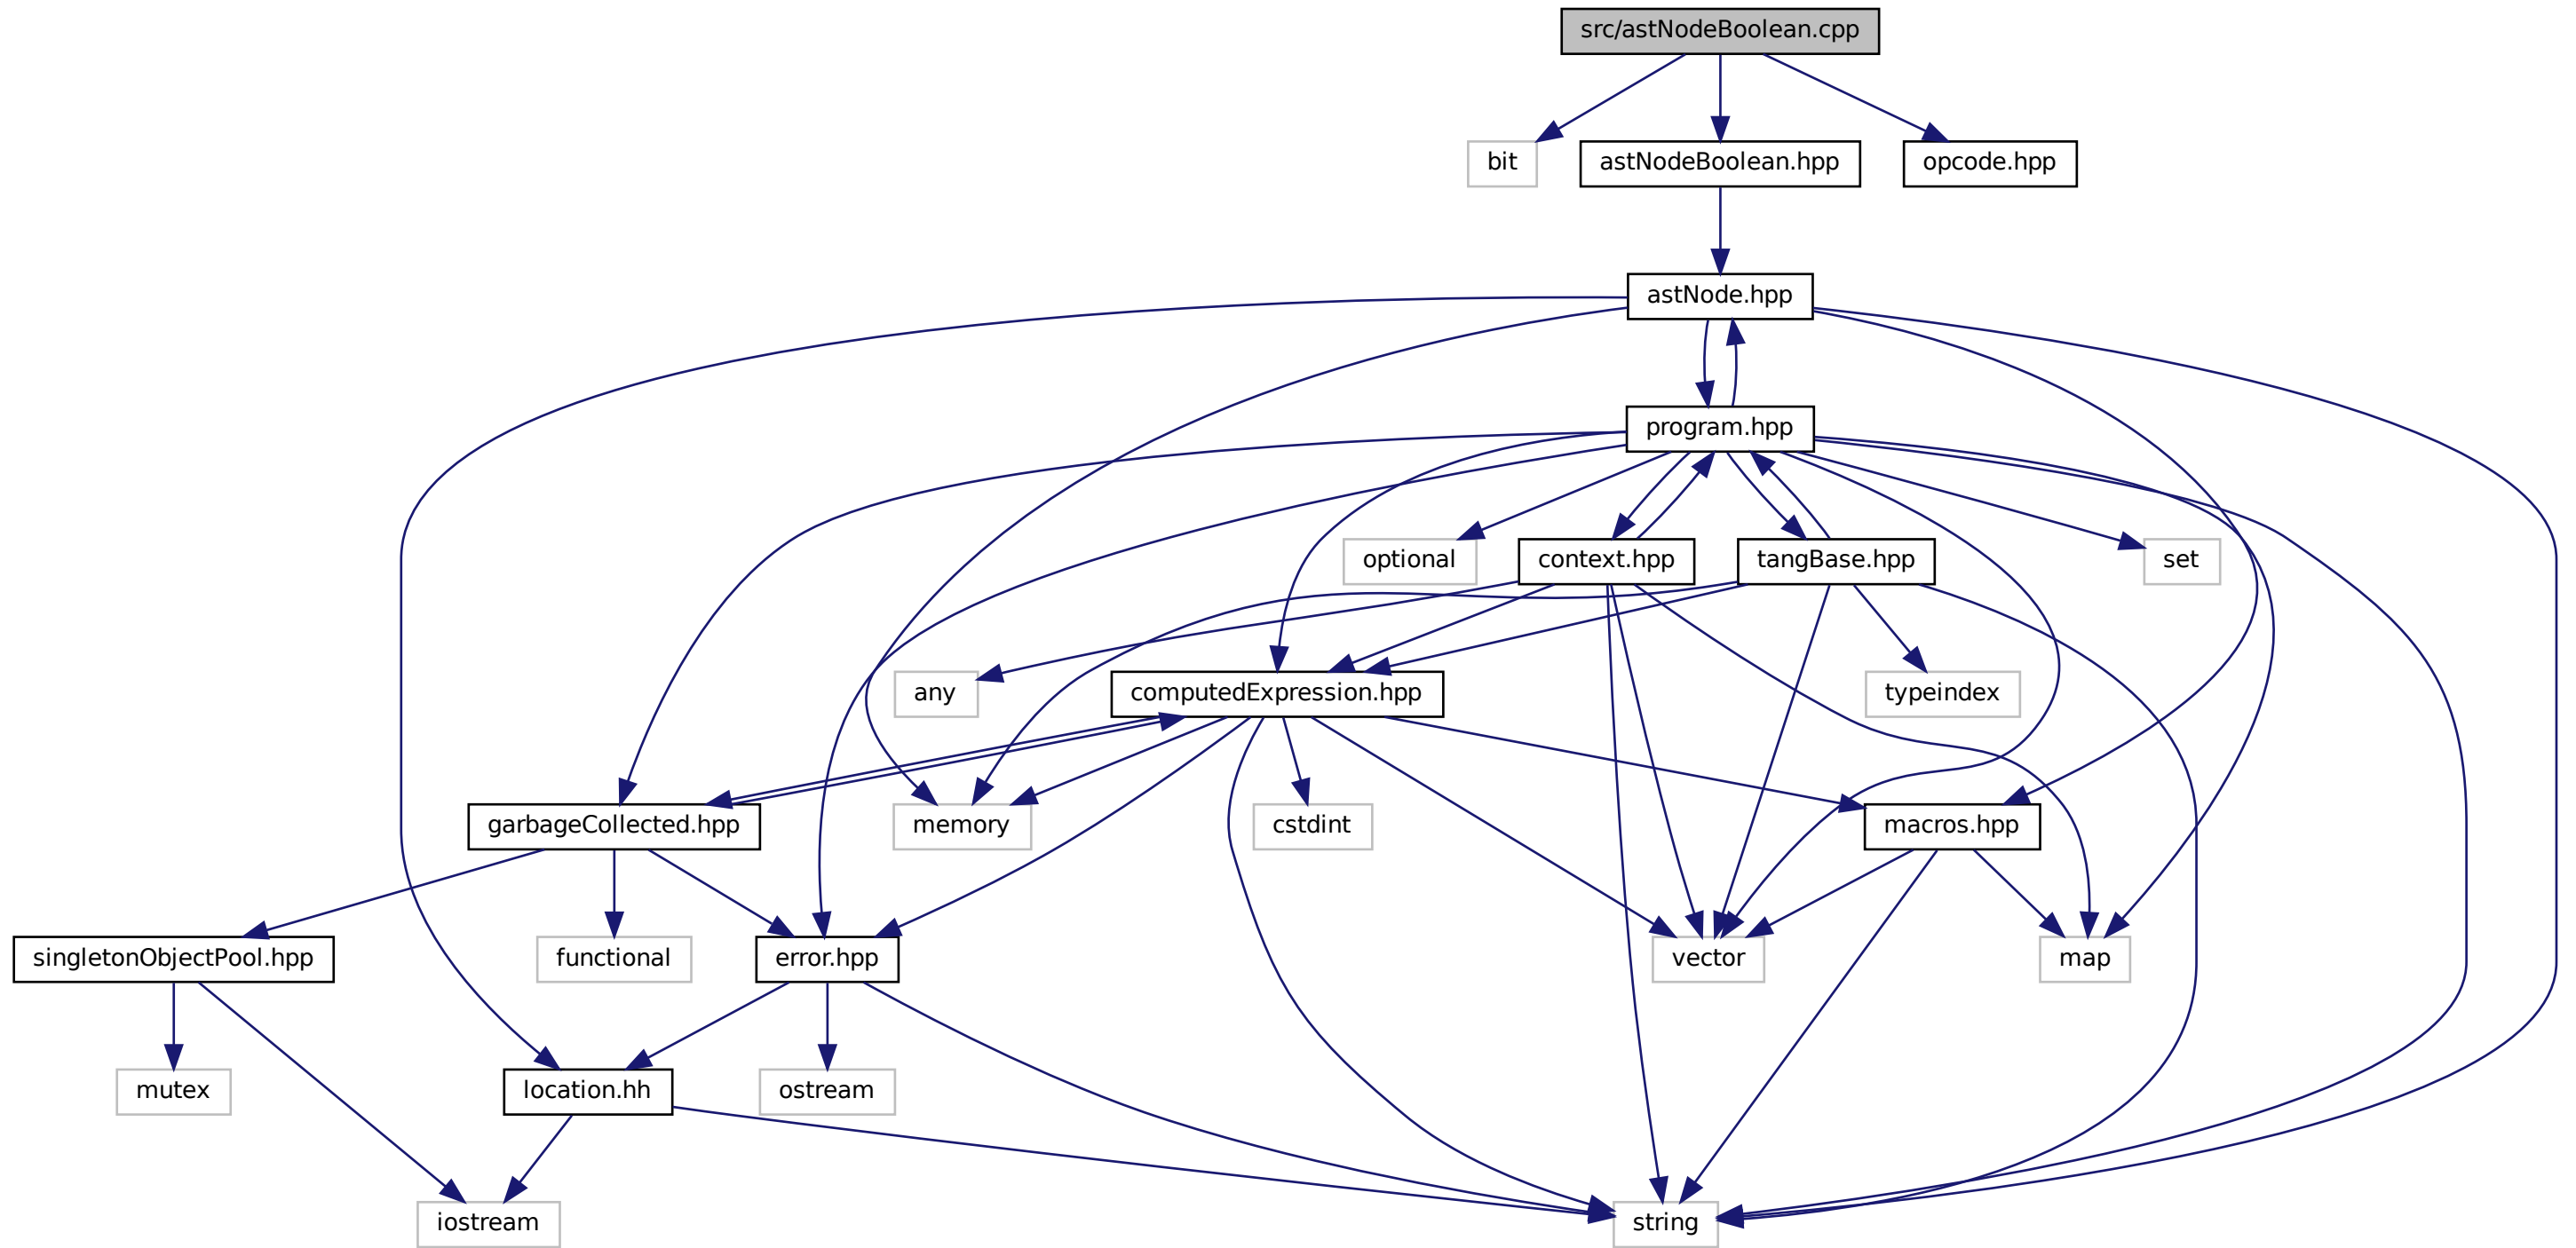 src/astNodeBoolean.cpp
bit
astNodeBoolean.hpp
opcode.hpp
astNode.hpp
program.hpp
optional
context.hpp
tangBase.hpp
set
any
computedExpression.hpp
typeindex
garbageCollected.hpp
memory
cstdint
macros.hpp
singletonObjectPool.hpp
functional
error.hpp
vector
map
mutex
location.hh
ostream
iostream
string